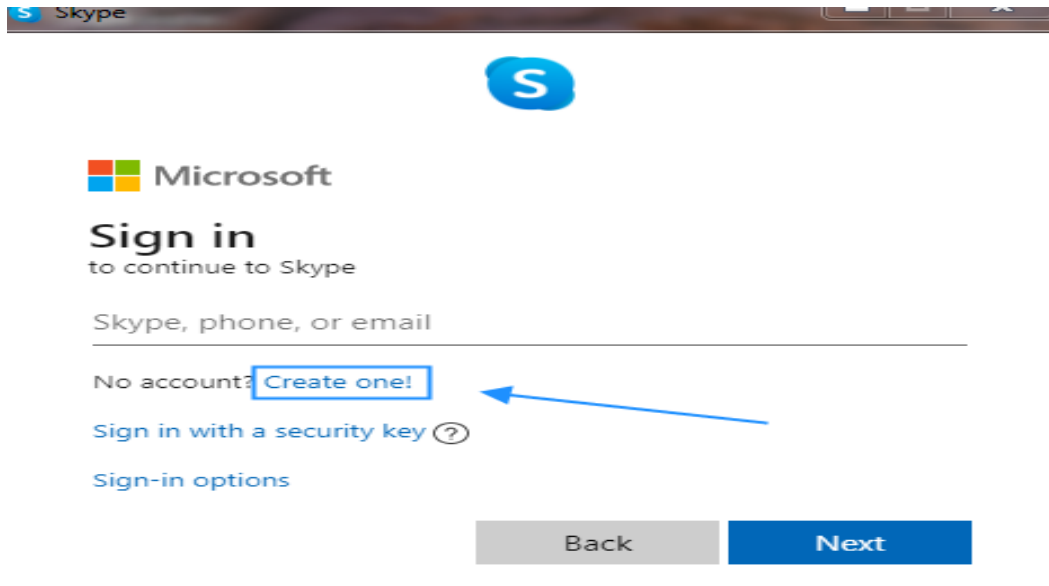 S Skype
S
Microsoft
Sign in
to continue to Skype
Skype, phone, or email
No account? Create one!
Sign in with a security key ?
Sign-in options
Back Next